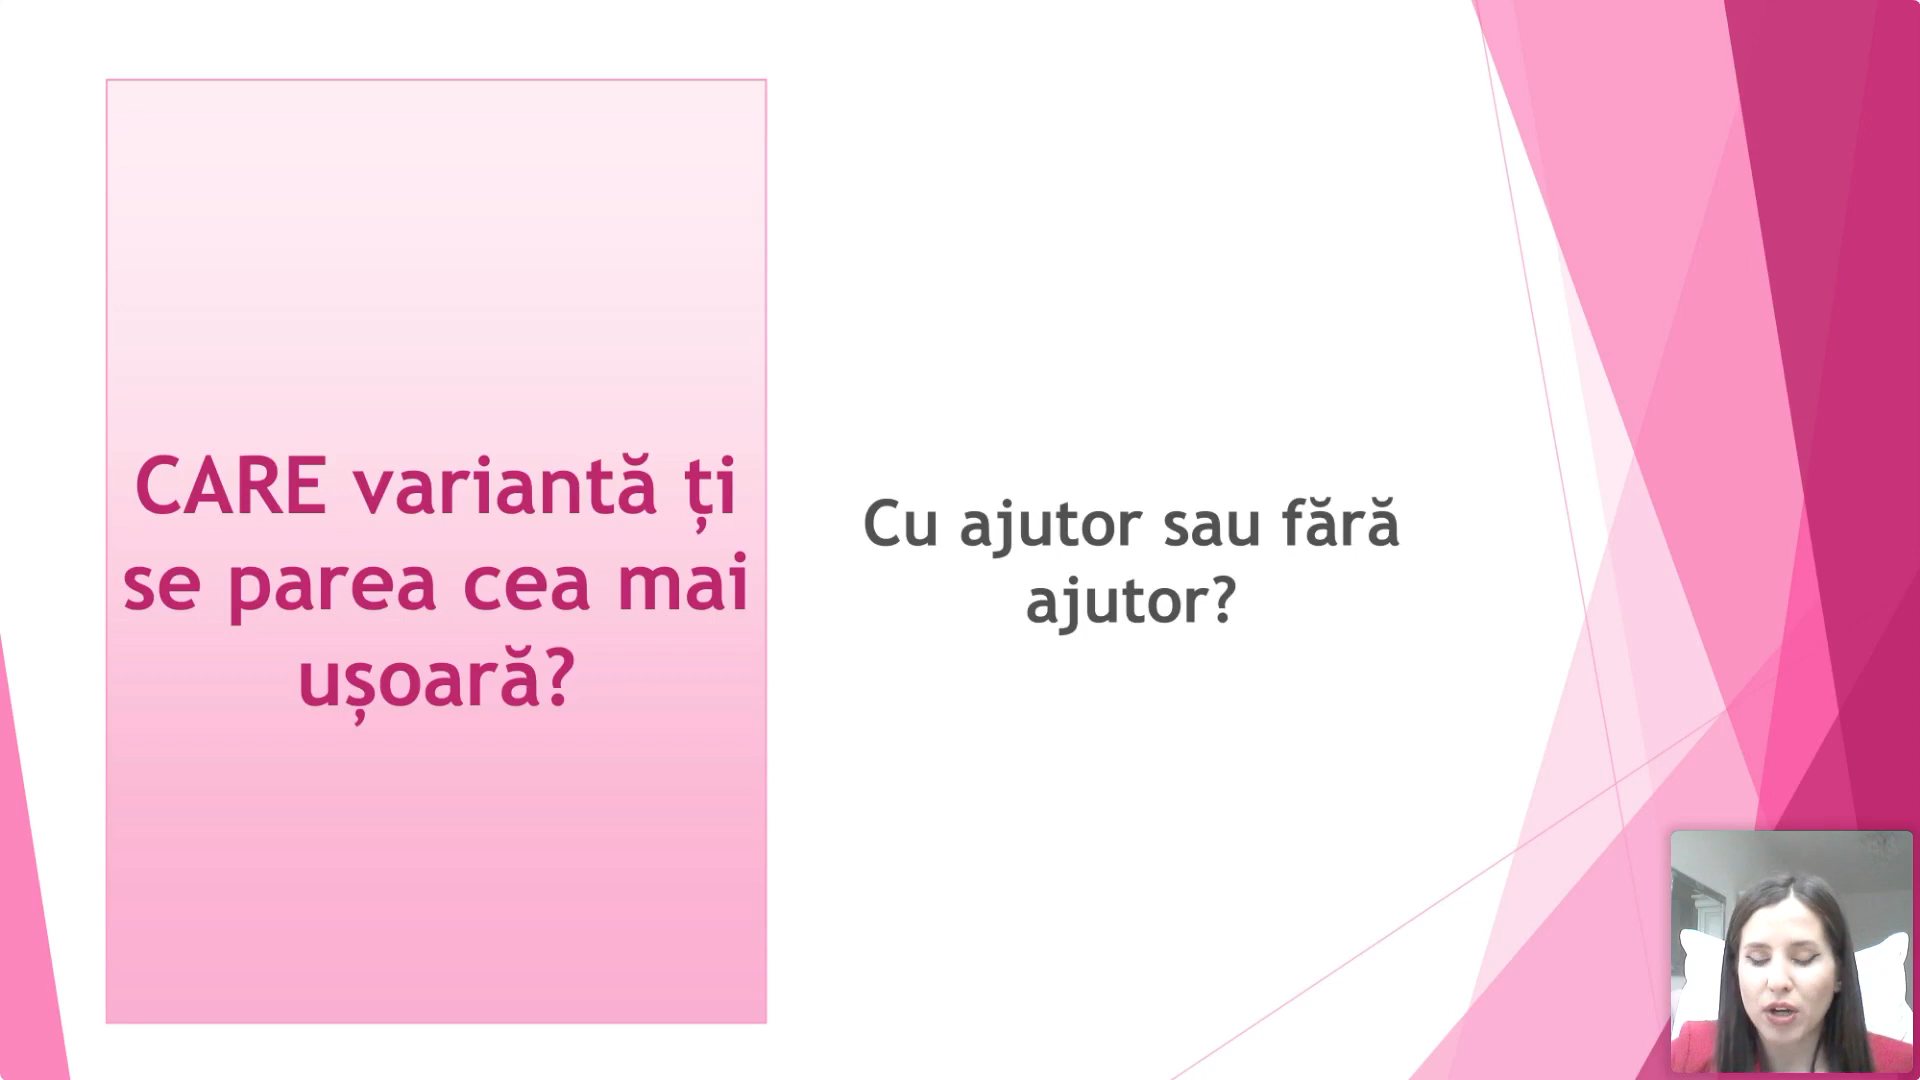 CARE variantă ți
se parea cea mai
ușoară?
Cu ajutor sau fără
ajutor?